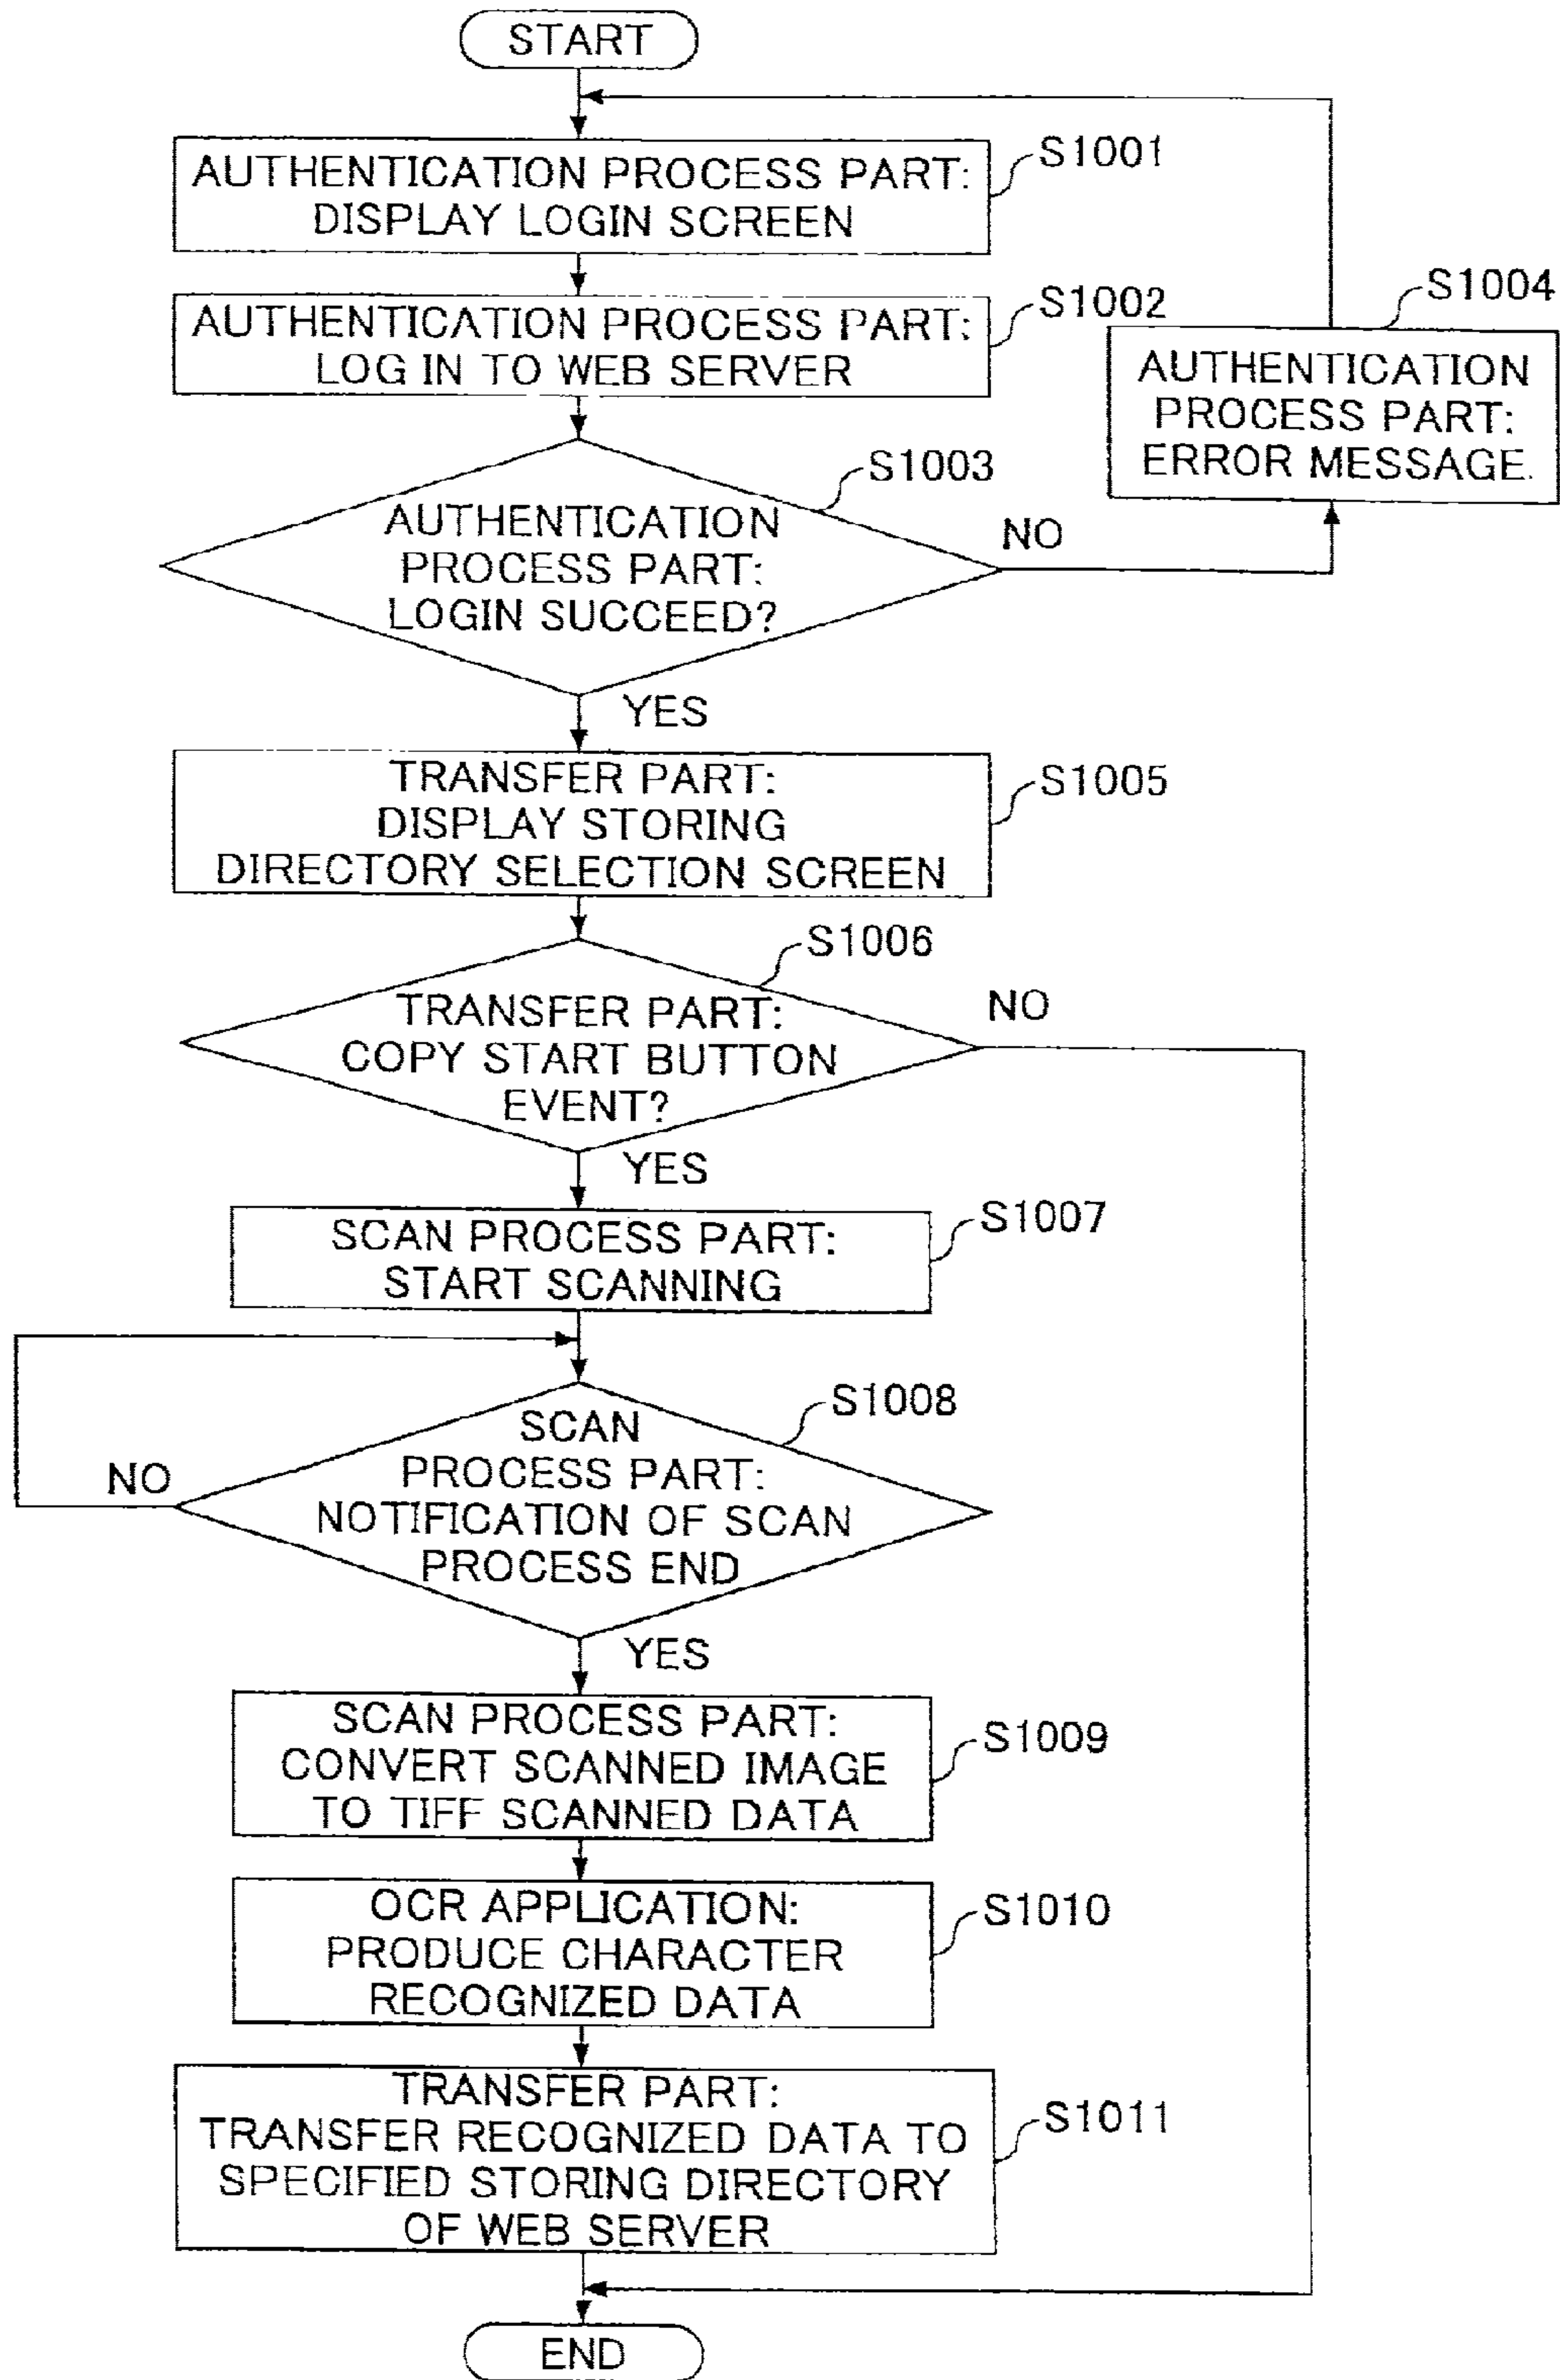 START
AUTHENTICATION PROCESS PART:
DISPLAY LOGIN SCREEN
S1001
AUTHENTICATION PROCESS PART:
LOG IN TO WEB SERVER
S1002
S1004
AUTHENTICATION
PROCESS PART:
ERROR MESSAGE.
S1003
AUTHENTICATION
PROCESS PART:
LOGIN SUCCEED?
NO
YES
TRANSFER PART:
DISPLAY STORING
DIRECTORY SELECTION SCREEN
S1005
S1006
TRANSFER PART:
COPY START BUTTON
EVENT?
NO
YES
SCAN PROCESS PART:
START SCANNING
S1007
S1008
SCAN
PROCESS PART:
NOTIFICATION OF SCAN
PROCESS END
NO
YES
SCAN PROCESS PART:
CONVERT SCANNED IMAGE
TO TIFF SCANNED DATA
S1009
OCR APPLICATION:
PRODUCE CHARACTER
RECOGNIZED DATA
S1010
TRANSFER PART:
TRANSFER RECOGNIZED DATA TO
SPECIFIED STORING DIRECTORY
OF WEB SERVER
S1011
END